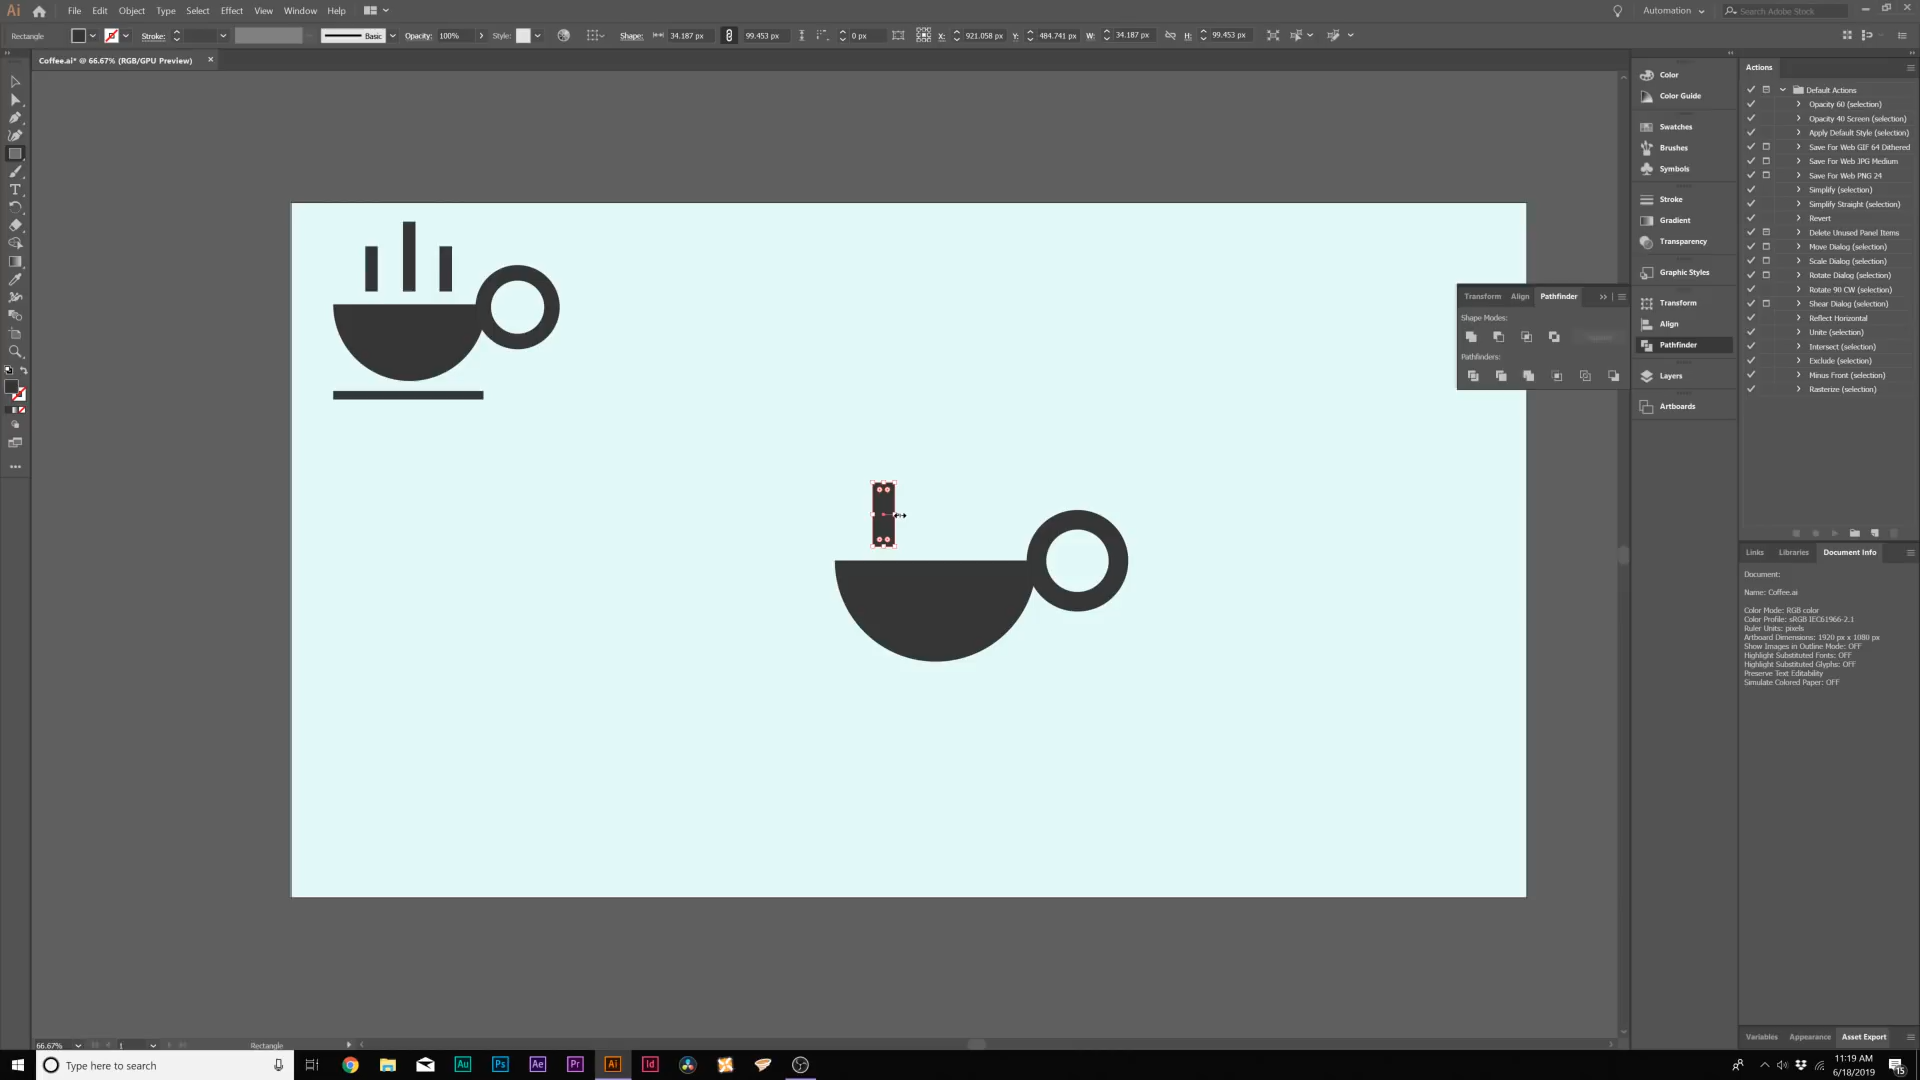 Ai File Edit Object Type Select Effect View Window Help Automation Search Adobe Stock
Rectangle Stroke: Basic Opacity: 100% Style: Shape: 34.187 px 99.453 px 0 px X: 921.058 px Y: 484.741 px W: 34.187 px H: 99.453 px
Coffee.ai* @ 66.67% (RGB/GPU Preview) ×
Color
Color Guide
Swatches
Brushes
Symbols
Stroke
Gradient
Transparency
Graphic Styles
Transform
Align
Pathfinder
Layers
Artboards
Transform Align Pathfinder
Shape Modes:
Pathfinders:
Actions
Default Actions
Opacity 60 (selection)
Opacity 40 Screen (selection)
Apply Default Style (selection)
Save For Web GIF 64 Dithered
Save For Web JPG Medium
Save For Web PNG 24
Simplify (selection)
Simplify Straight (selection)
Revert
Delete Unused Panel Items
Move Dialog (selection)
Scale Dialog (selection)
Rotate Dialog (selection)
Rotate 90 CW (selection)
Shear Dialog (selection)
Reflect Horizontal
Unite (selection)
Intersect (selection)
Exclude (selection)
Minus Front (selection)
Rasterize (selection)
Links Libraries Document Info
Document:
Name: Coffee.ai
Color Mode: RGB color
Color Profile: sRGB IEC61966-2.1
Ruler Units: pixels
Artboard Dimensions: 1920 px x 1080 px
Show Images in Outline Mode: OFF
Highlight Substituted Fonts: OFF
Highlight Substituted Glyphs: OFF
Preserve Text Editability
Simulate Colored Paper: OFF
Variables Appearance Asset Export
66.67% 1 Rectangle
Type here to search Au Ps Ae Pr Ai Id
11:19 AM
6/18/2019
15